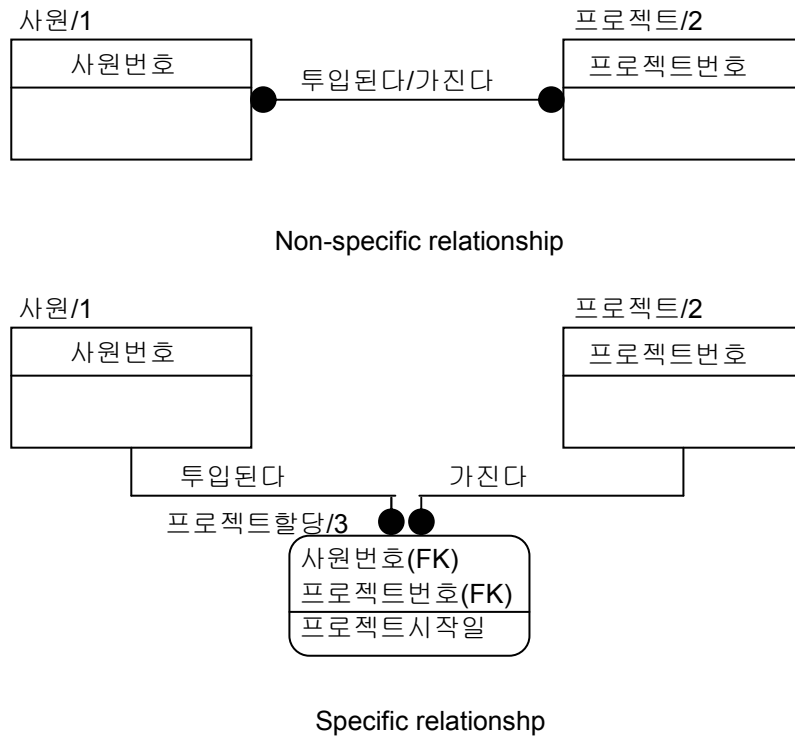 사원/1
프로젝트/2
사원번호
투입된다/가진다
프로젝트번호
Non-specific relationship
사원/1
프로젝트/2
사원번호
프로젝트번호
투입된다
가진다
프로젝트할당/3
사원번호(FK)
프로젝트번호(FK)
프로젝트시작일
Specific relationshp